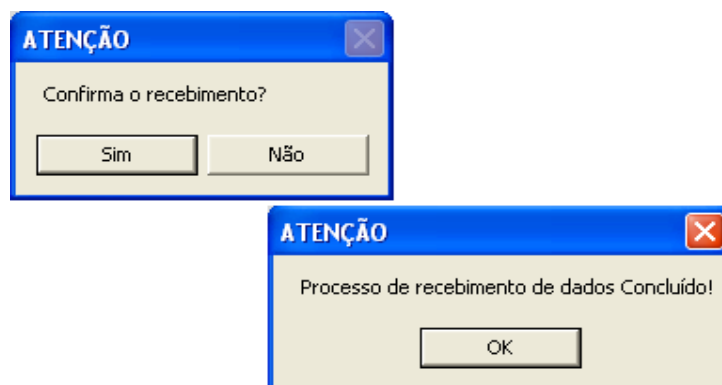 ATENÇÃO
Confirma o recebimento?
Sim
Não
ATENÇÃO
Processo de recebimento de dados Concluído!
OK